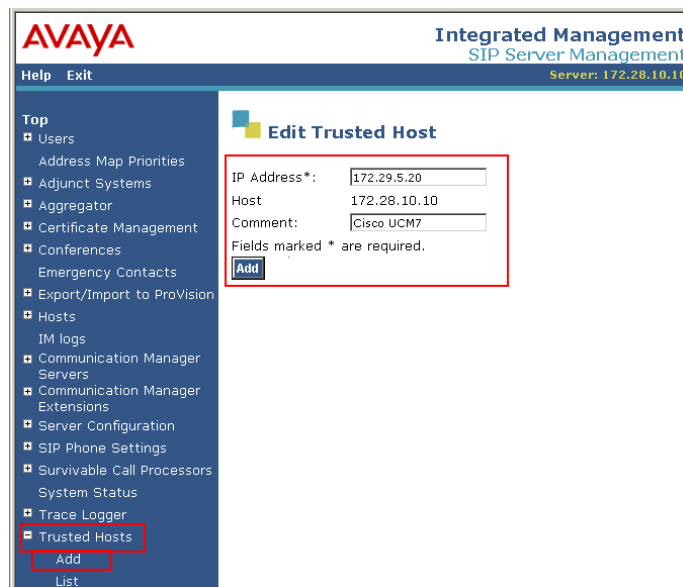 AVAYA
Integrated Management
SIP Server Management
Help Exit
Server: 172.28.10.10
Top
Users
Address Map Priorities
Adjunct Systems
Aggregator
Certificate Management
Conferences
Emergency Contacts
Export/Import to ProVision
Hosts
IM logs
Communication Manager
Servers
Communication Manager
Extensions
Server Configuration
SIP Phone Settings
Survivable Call Processors
System Status
Trace Logger
Trusted Hosts
Add
List
Edit Trusted Host
IP Address*: 172.29.5.20
Host 172.28.10.10
Comment: Cisco UCM7
Fields marked * are required.
Add